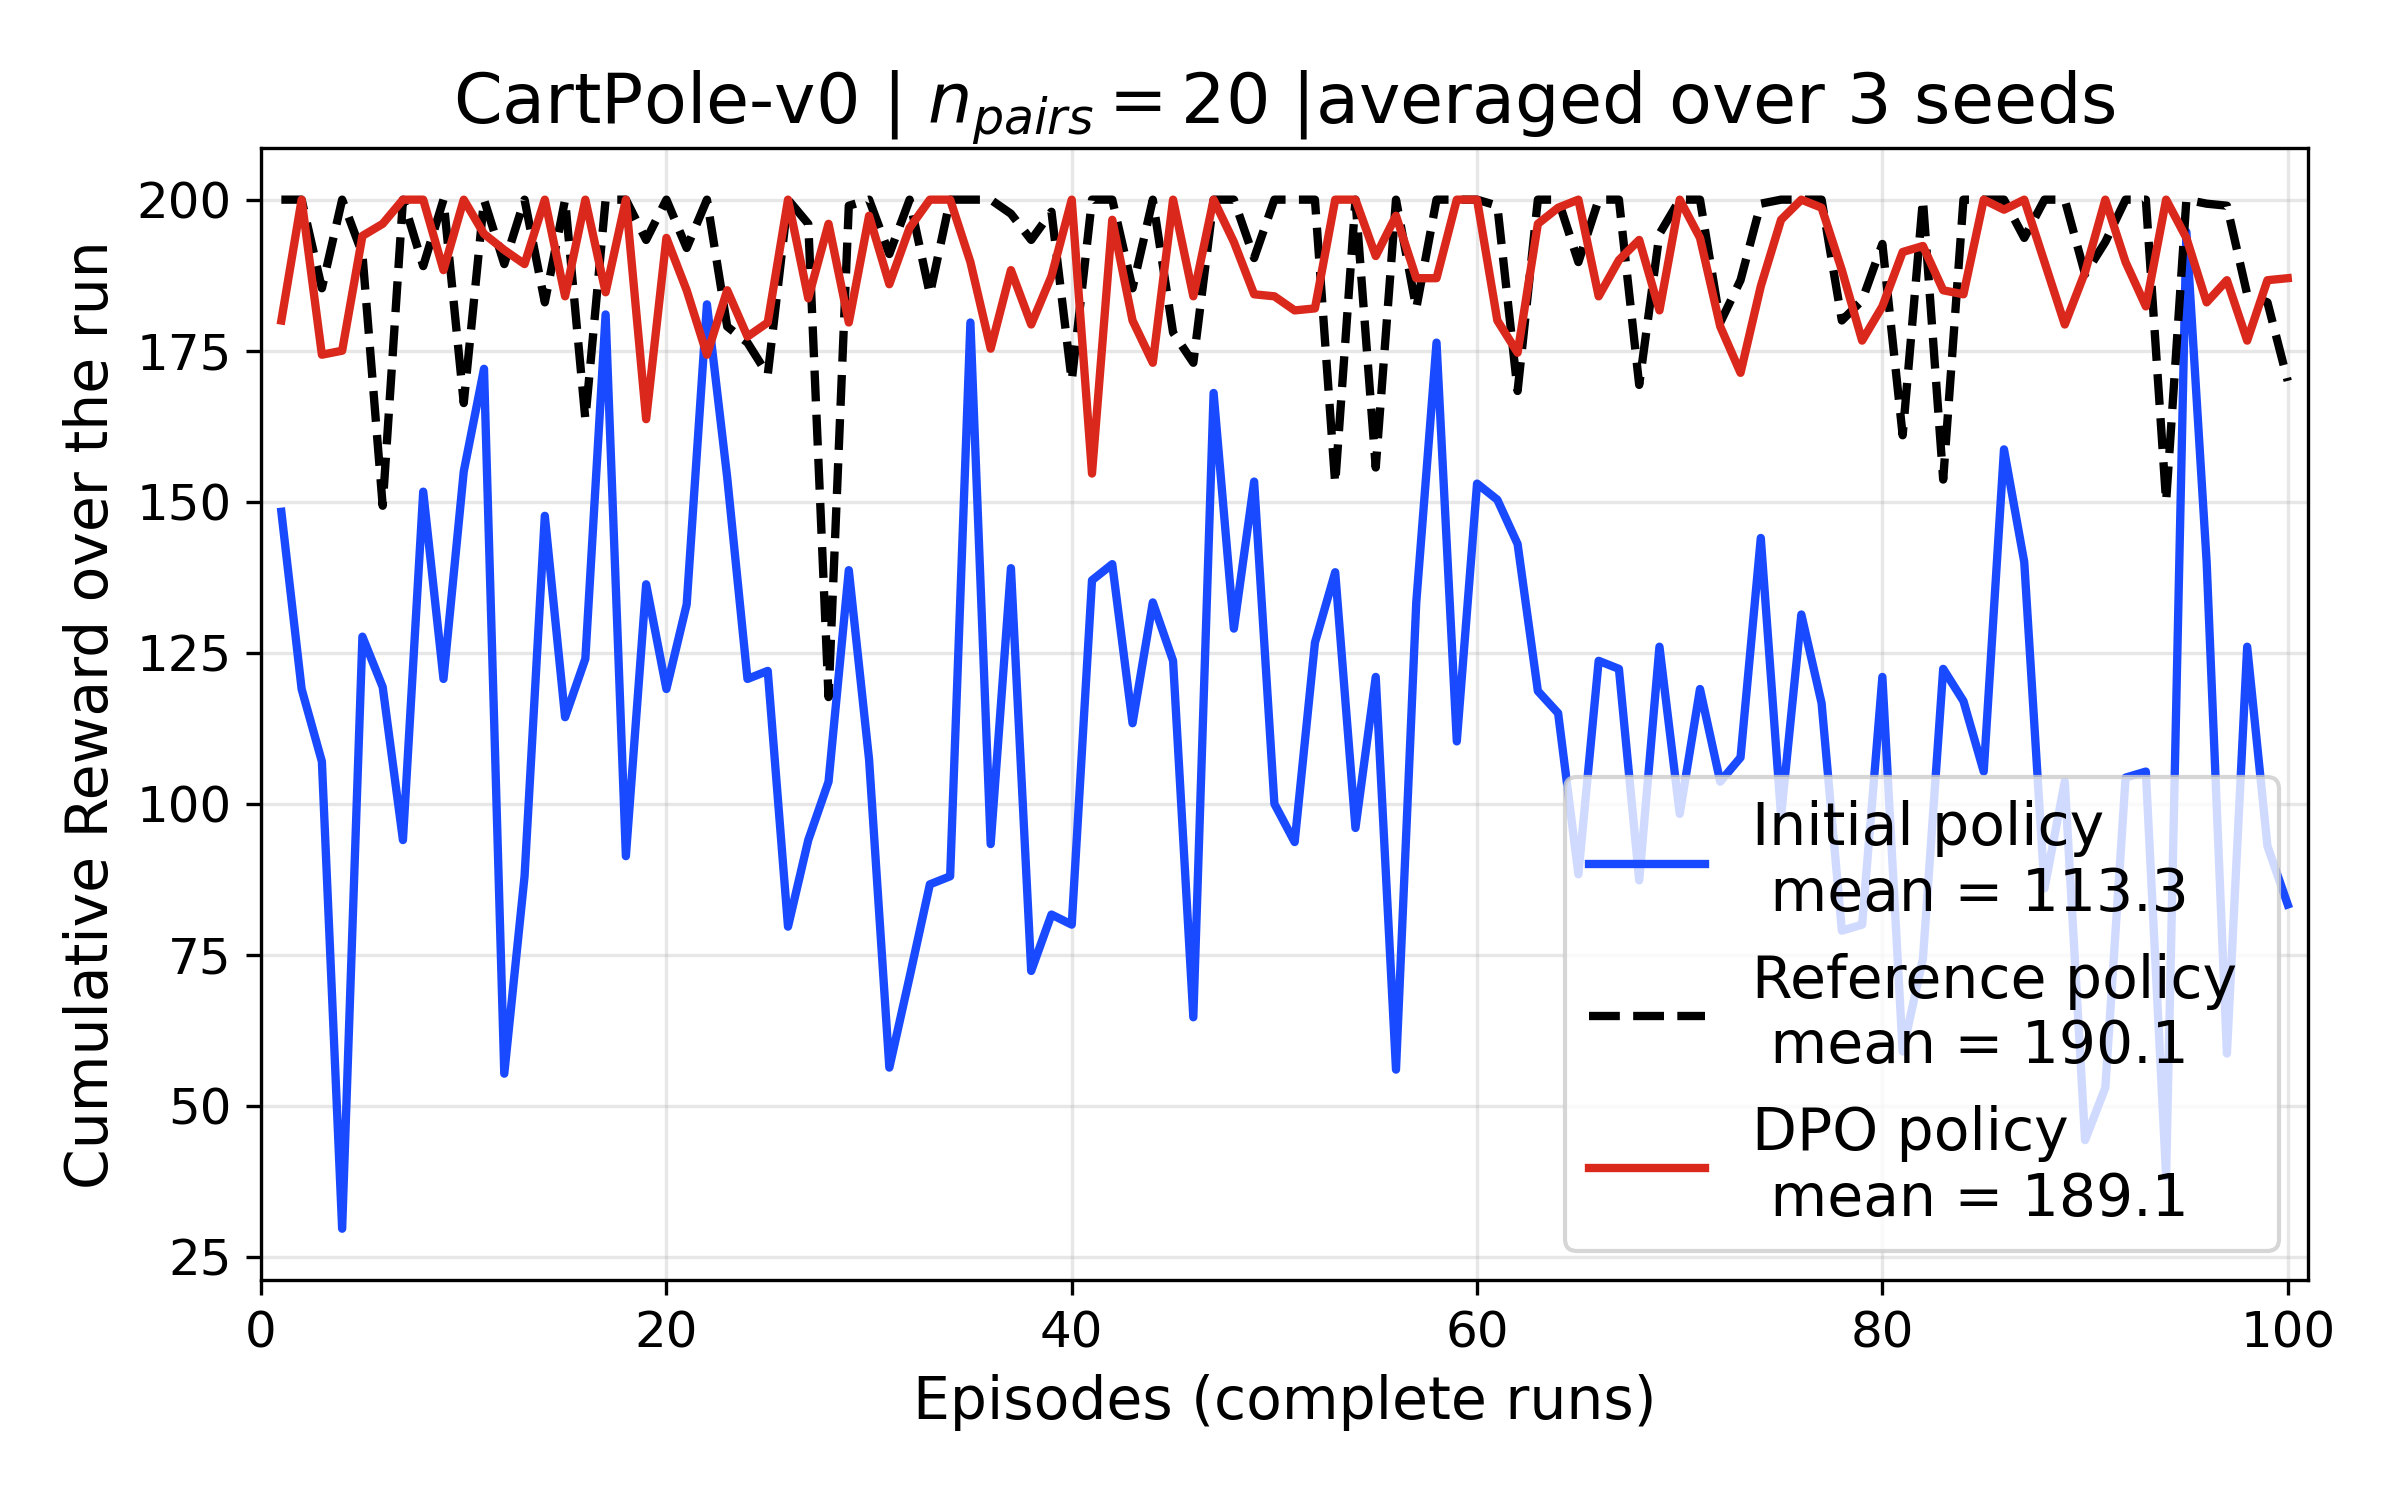 CartPole-v0 | n_pairs = 20 |averaged over 3 seeds
Cumulative Reward over the run
200
175
150
125
100
75
50
25
Initial policy
mean = 113.3
Reference policy
mean = 190.1
DPO policy
mean = 189.1
0 20 40 60 80 100
Episodes (complete runs)